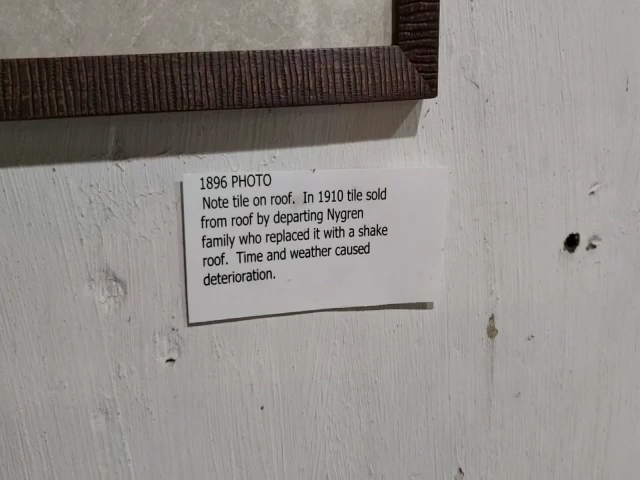 1896 PHOTO
Note tile on roof. In 1910 tile sold
from roof by departing Nygren
family who replaced it with a shake
roof. Time and weather caused
deterioration.